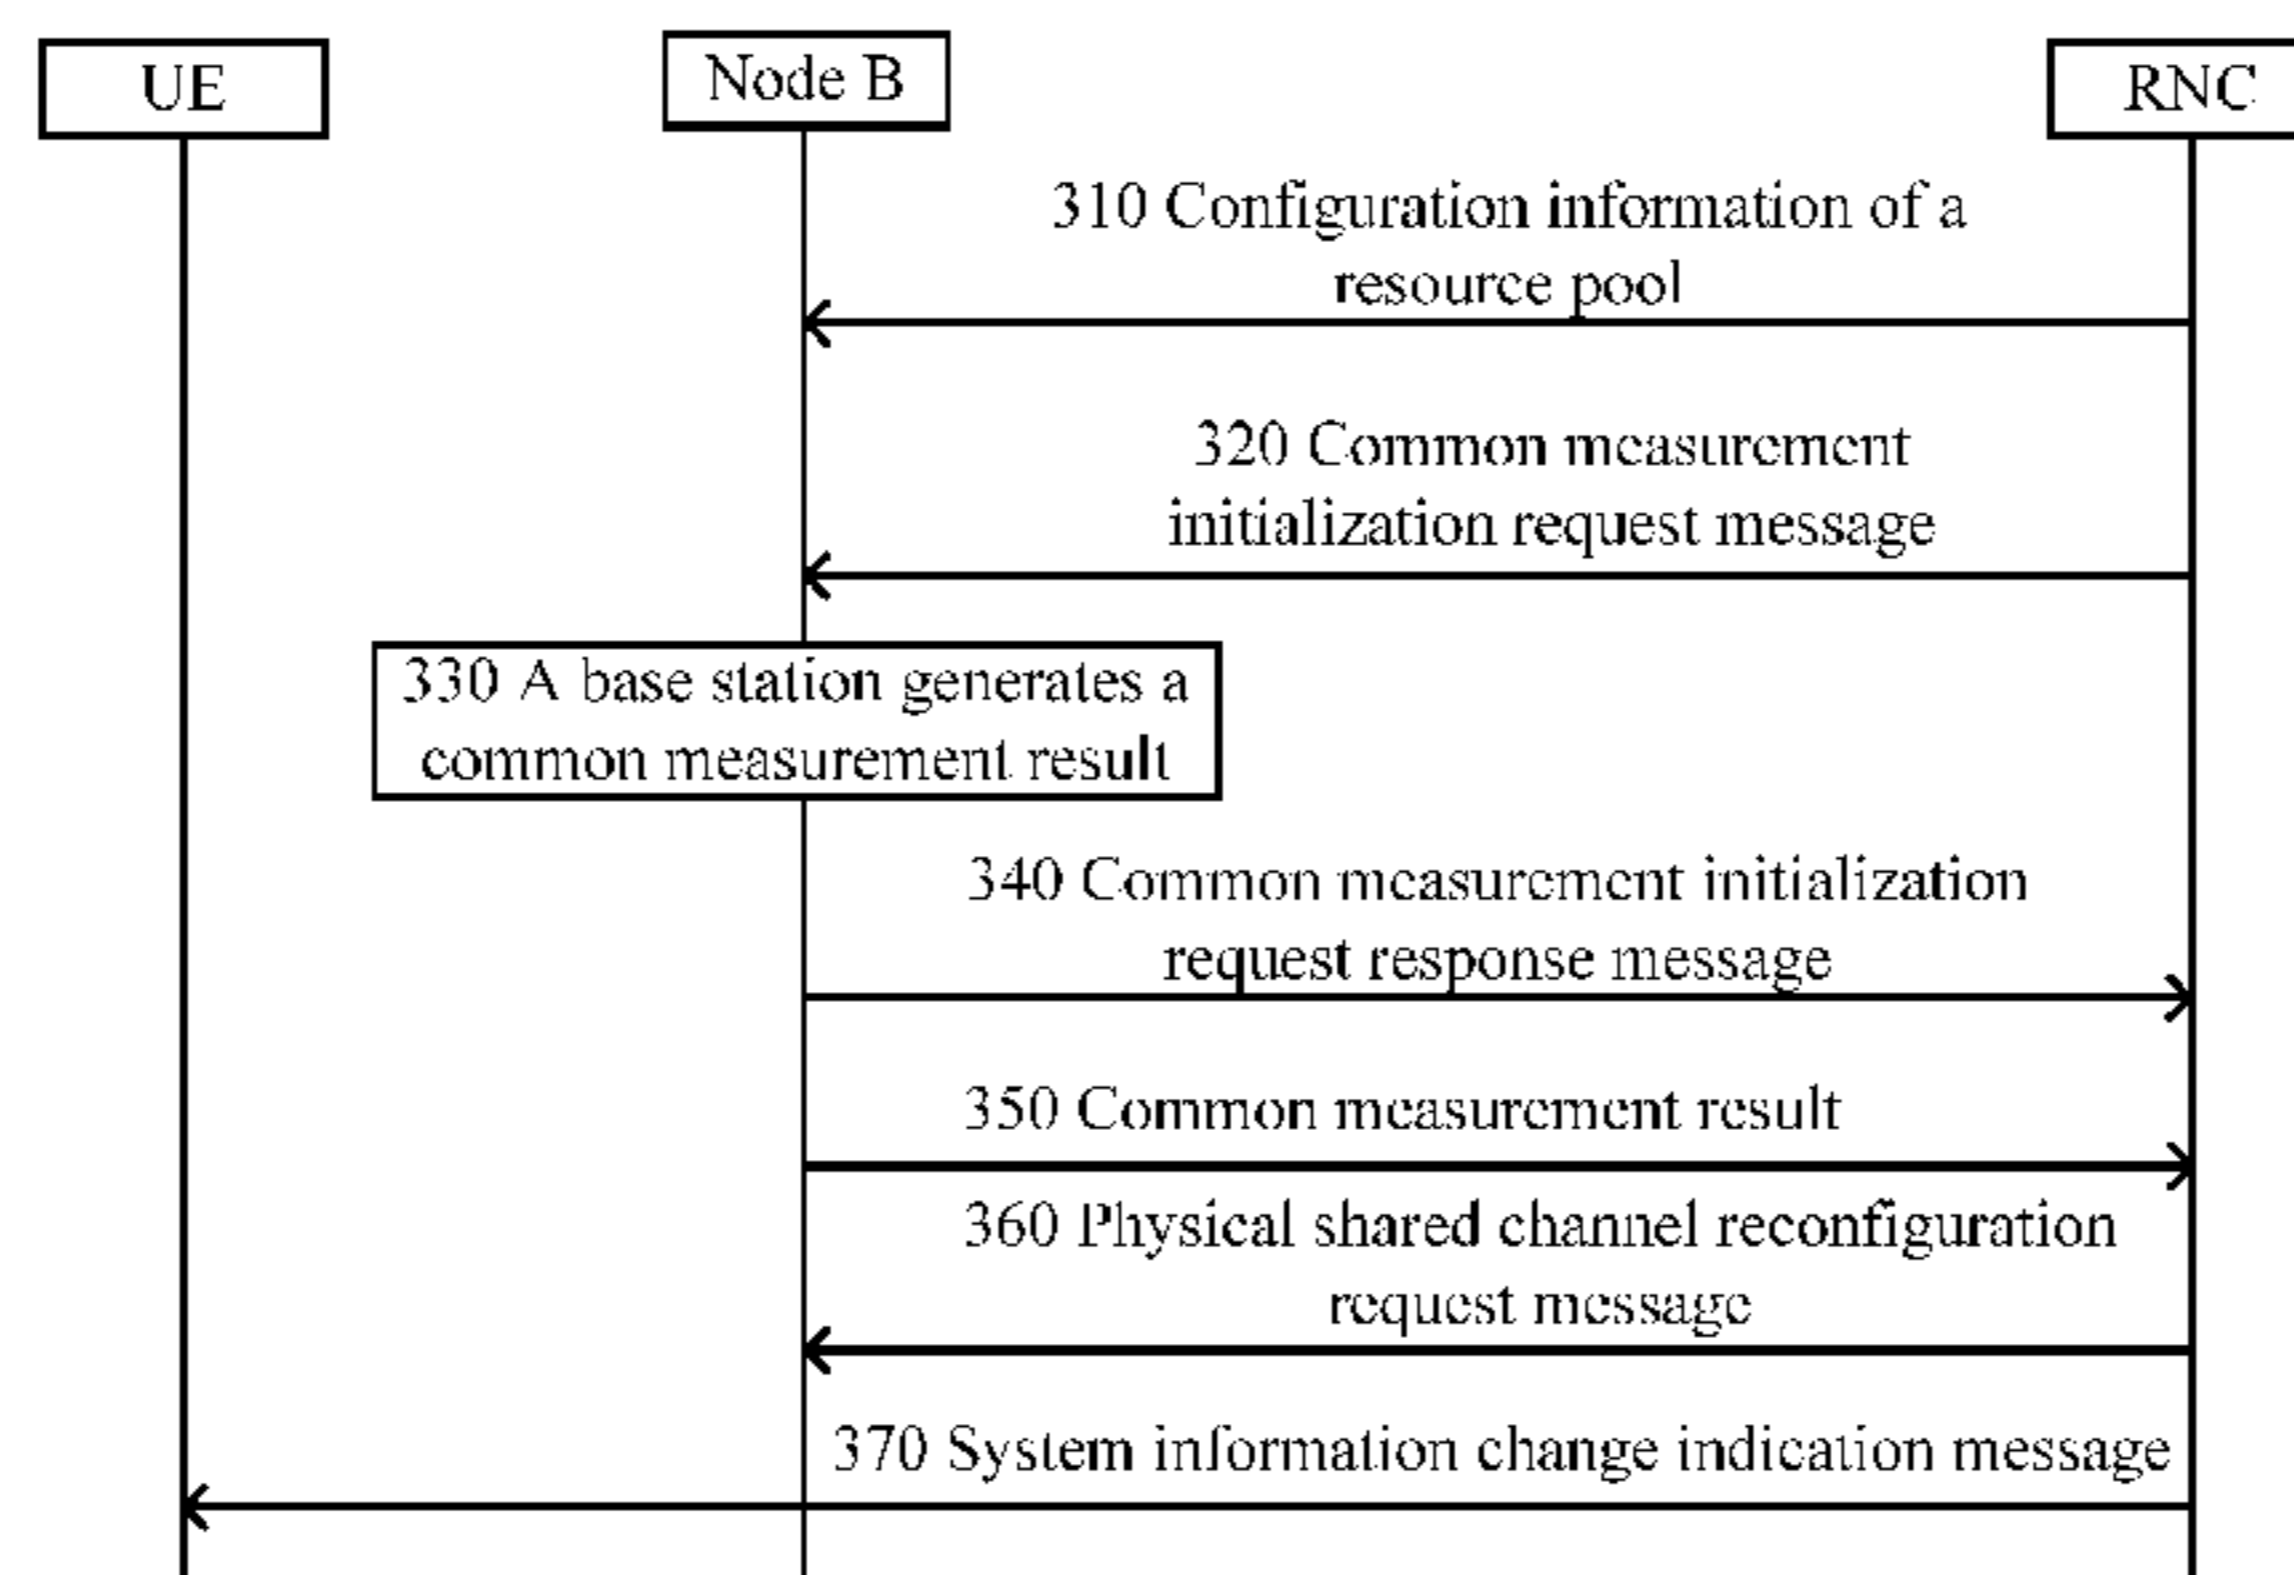 UE
Node B
RNC
310 Configuration information of a
resource pool
320 Common measurement
initialization request message
330 A base station generates a
common measurement result
340 Common measurement initialization
request response message
350 Common measurement result
360 Physical shared channel reconfiguration
request message
370 System information change indication message